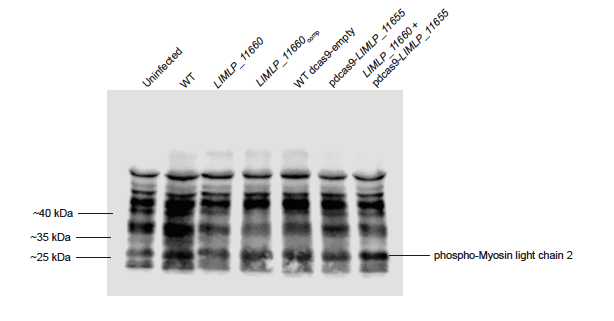 Uninfected
WT
LIMLP_11660
LIMLP_11660comp
WT dcas9-empty
pdcas9-LIMLP_11655
LIMLP_11660 +
pdcas9-LIMLP_11655
~40 kDa
~35 kDa
~25 kDa
phospho-Myosin light chain 2